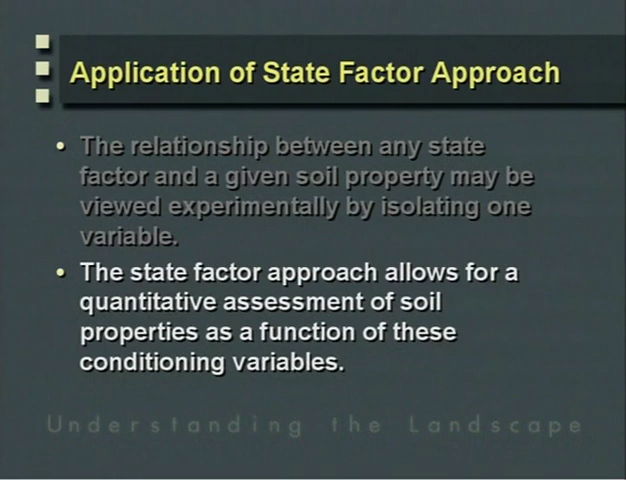 Application of State Factor Approach
• The relationship between any state
factor and a given soil property may be
viewed experimentally by isolating one
variable.
• The state factor approach allows for a
quantitative assessment of soil
properties as a function of these
conditioning variables.
Understanding the Landscape